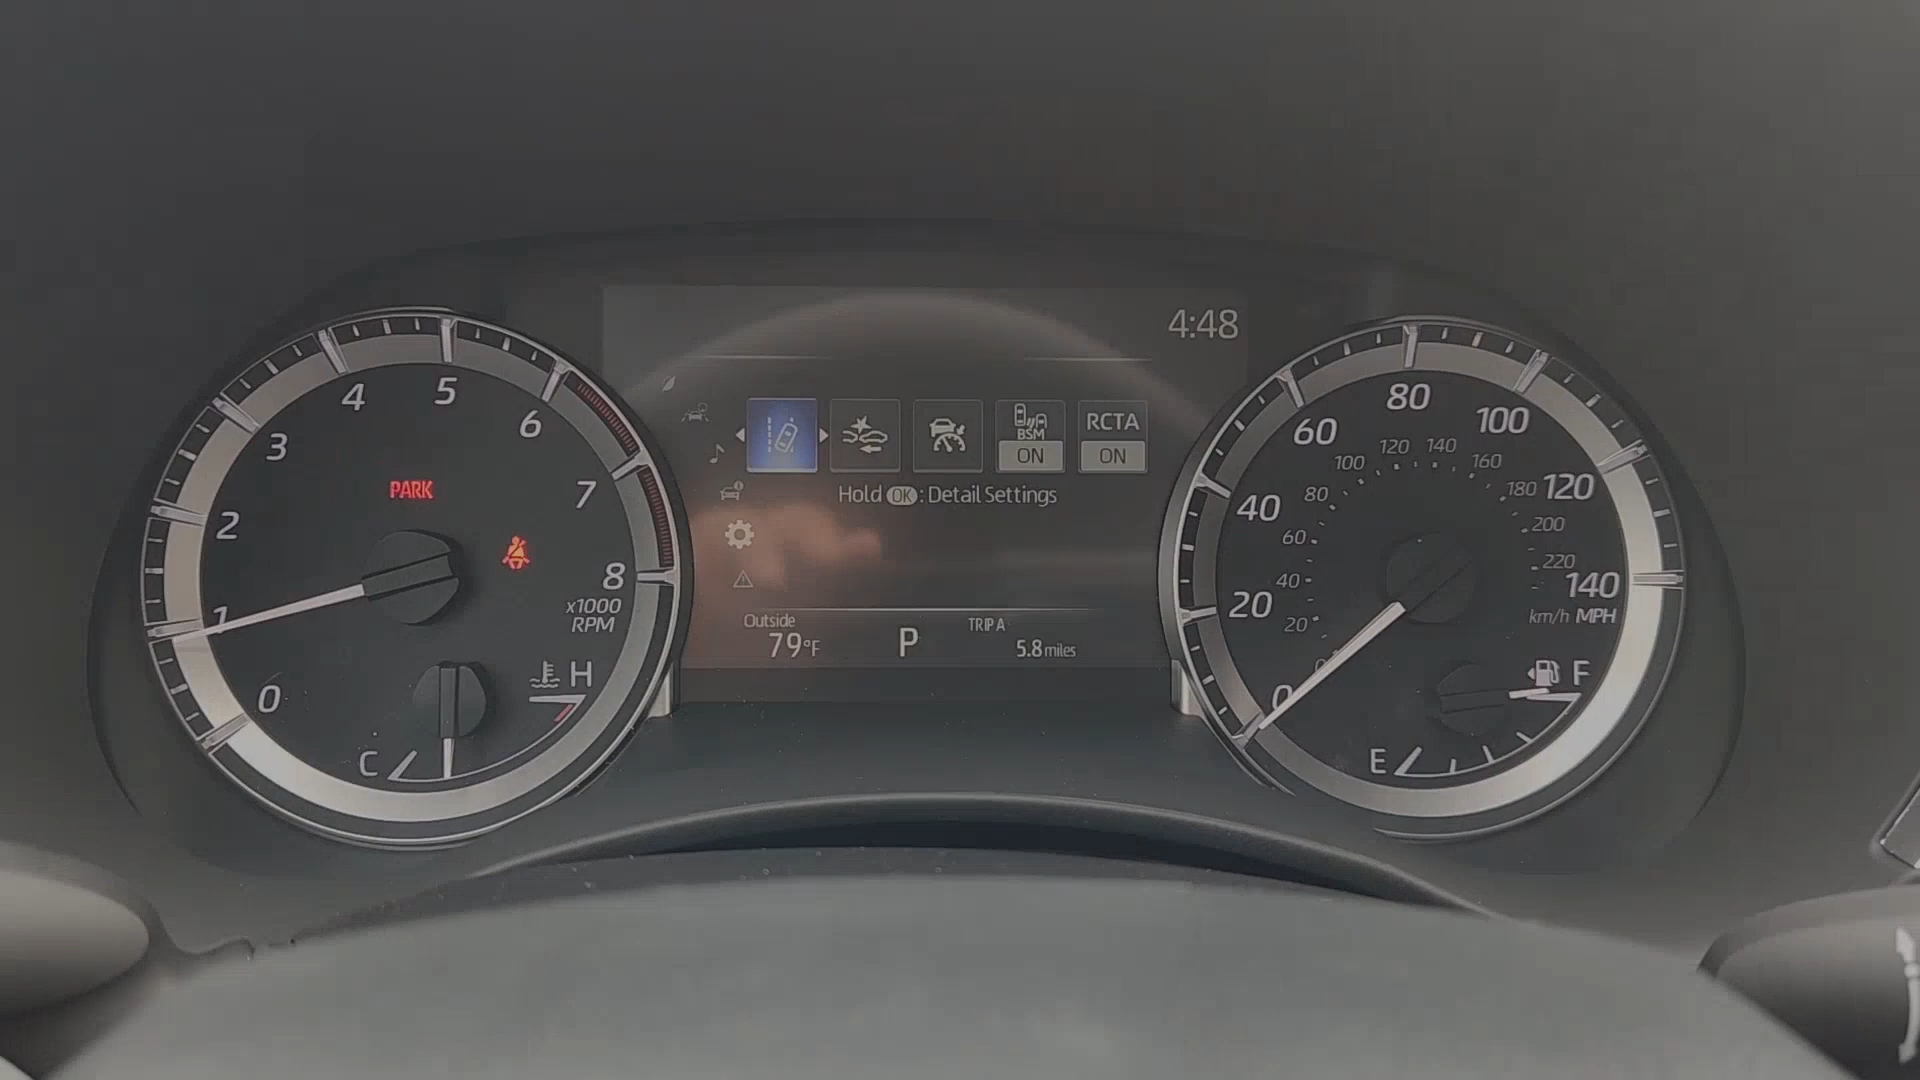 4:48
BSM
ON
RCTA
ON
Hold OK : Detail Settings
Outside
79°F
P
TRIP A
5.8 miles
0
1
2
3
4
5
6
7
8
x1000
RPM
PARK
C
H
0
20
40
60
80
100
120
140
km/h MPH
0
20
40
60
80
100
120
140
160
180
200
220
E
F